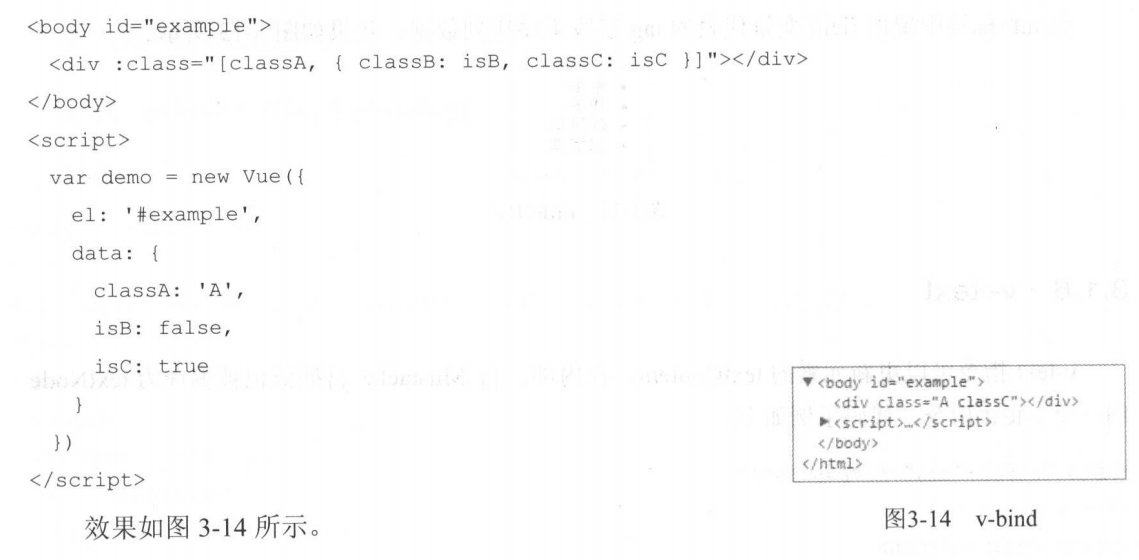 <body id="example">
<div :class="[classA, { classB: isB, classC: isC }]"></div>
</body>
<script>
var demo = new Vue({
el: '#example',
data: {
classA: 'A',
isB: false,
isC: true
}
})
</script>
效果如图 3-14 所示。
▼<body id="example">
<div class="A classC"></div>
▶<script>…</script>
</body>
</html>
图3-14 v-bind